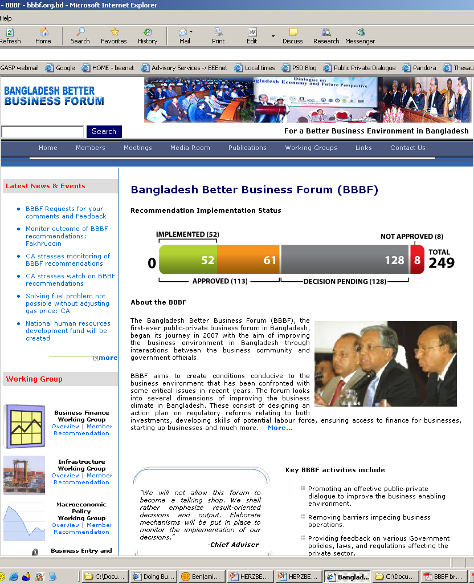 - BBBF - bbbf.org.bd - Microsoft Internet Explorer
Help
Refresh Home Search Favorites History Mail Print Edit Discuss Research Messenger
GASP webmail Google HOME - beenet Advisory Services -> BEEnet Local times PSD Blog Public Private Dialogue Pandora Thesau
BANGLADESH BETTER
BUSINESS FORUM
Dialogue on
Bangladesh Economy and Future Perspective
Search
For a Better Business Environment in Bangladesh
Home Members Meetings Media Room Publications Working Groups Links Contact Us
Latest News & Events
BBBF Requests for your
comments and Feedback
Monitor outcome of BBBF
recommendations:
Fakhruddin
CA stresses monitoring of
BBBF recommendations
CA stresses watch on BBBF
recommendations
Solving fuel problem not
possible without adjusting
gas price: CA
National human resources
development fund will be
created
more
Working Group
Business Finance
Working Group
Overview | Member
Recommendation
Infrastructure
Working Group
Overview | Member
Recommendation
Macroeconomic
Policy
Working Group
Overview | Member
Recommendation
Business Entry and
Bangladesh Better Business Forum (BBBF)
Recommendation Implementation Status
IMPLEMENTED (52)
NOT APPROVED (8)
0 52 61 128 8 TOTAL
249
APPROVED (113) DECISION PENDING (128)
About the BBBF
The Bangladesh Better Business Forum (BBBF), the
first-ever public-private business forum in Bangladesh,
began its journey in 2007 with the aim of improving
the business environment in Bangladesh through
interactions between the business community and
government officials.
BBBF aims to create conditions conducive to the
business environment that has been confronted with
some critical issues in recent years. The forum looks
into several dimensions of improving the business
climate in Bangladesh. These consist of designing an
action plan on regulatory reforms relating to both
investments, developing skills of potential labour force, ensuring access to finance for businesses,
starting up businesses and much more. More...
"We will not allow this forum to
become a talking shop. We shall
rather emphasize result-oriented
decisions and output. Elaborate
mechanisms will be put in place to
monitor the implementation of our
decisions."
-Chief Adviser
Key BBBF activities include
Promoting an effective public-private
dialogue to improve the business enabling
environment.
Removing barriers impeding business
operations.
Providing feedback on various Government
policies, laws, and regulations affecting the
private sector.
C:\Docu... Doing Bu... Benjami... HERZBE... HERZBE... Banglad... C:\Docu... BBBF br